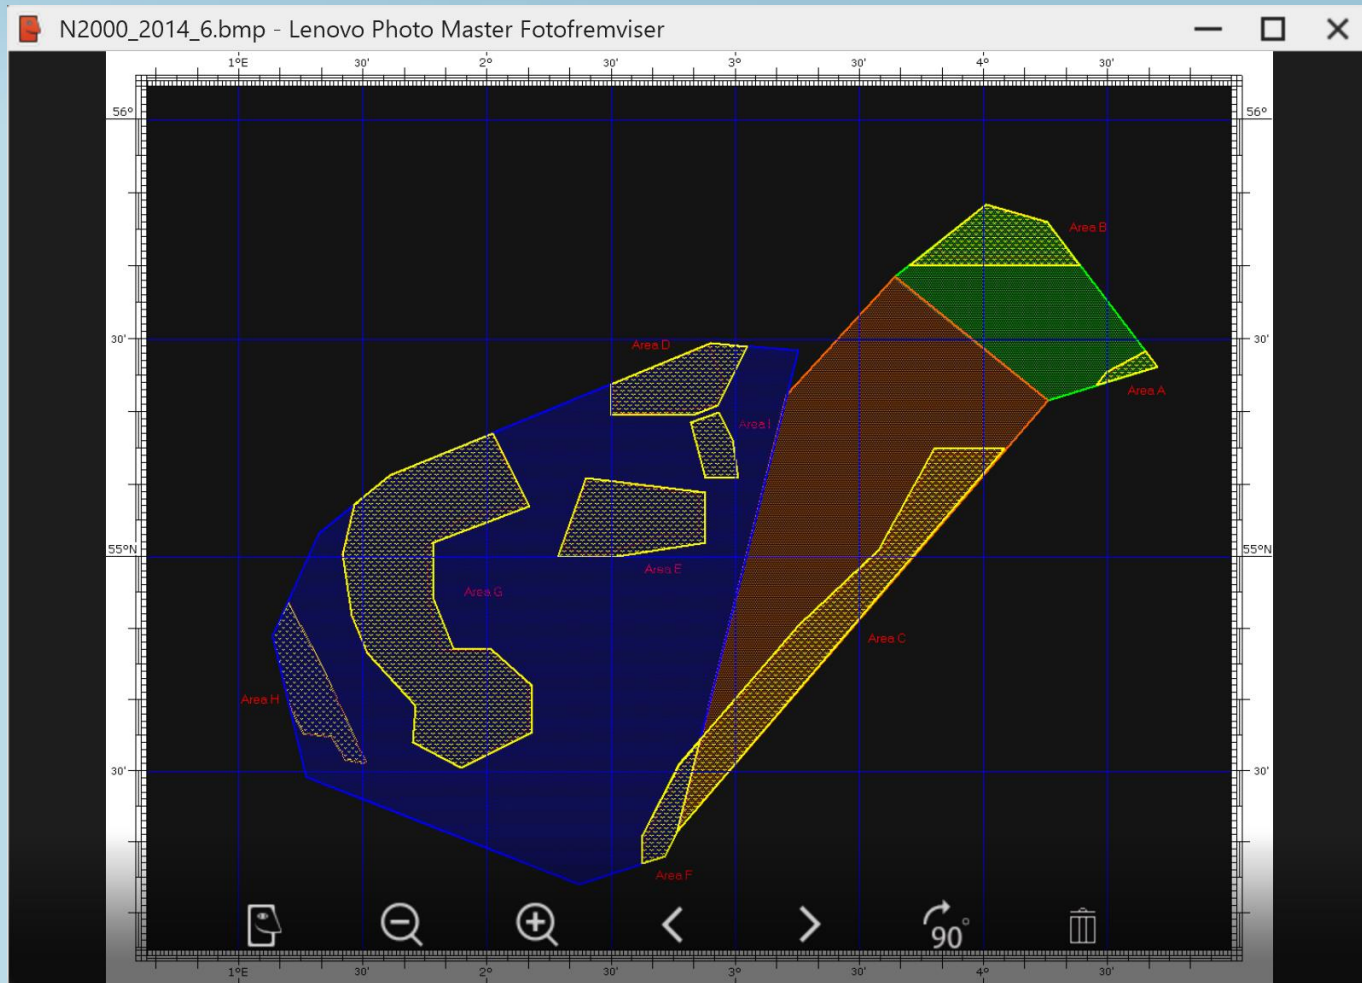 N2000_2014_6.bmp - Lenovo Photo Master Fotofremviser
1°E 30' 2° 30' 3° 30' 4° 30'
56° 56°
Area B
30' 30'
Area D
Area A
Area I
55°N 55°N
Area E
Area G
Area C
Area H
30' 30'
Area F
90°
1°E 30' 2° 30' 3° 30' 4° 30'